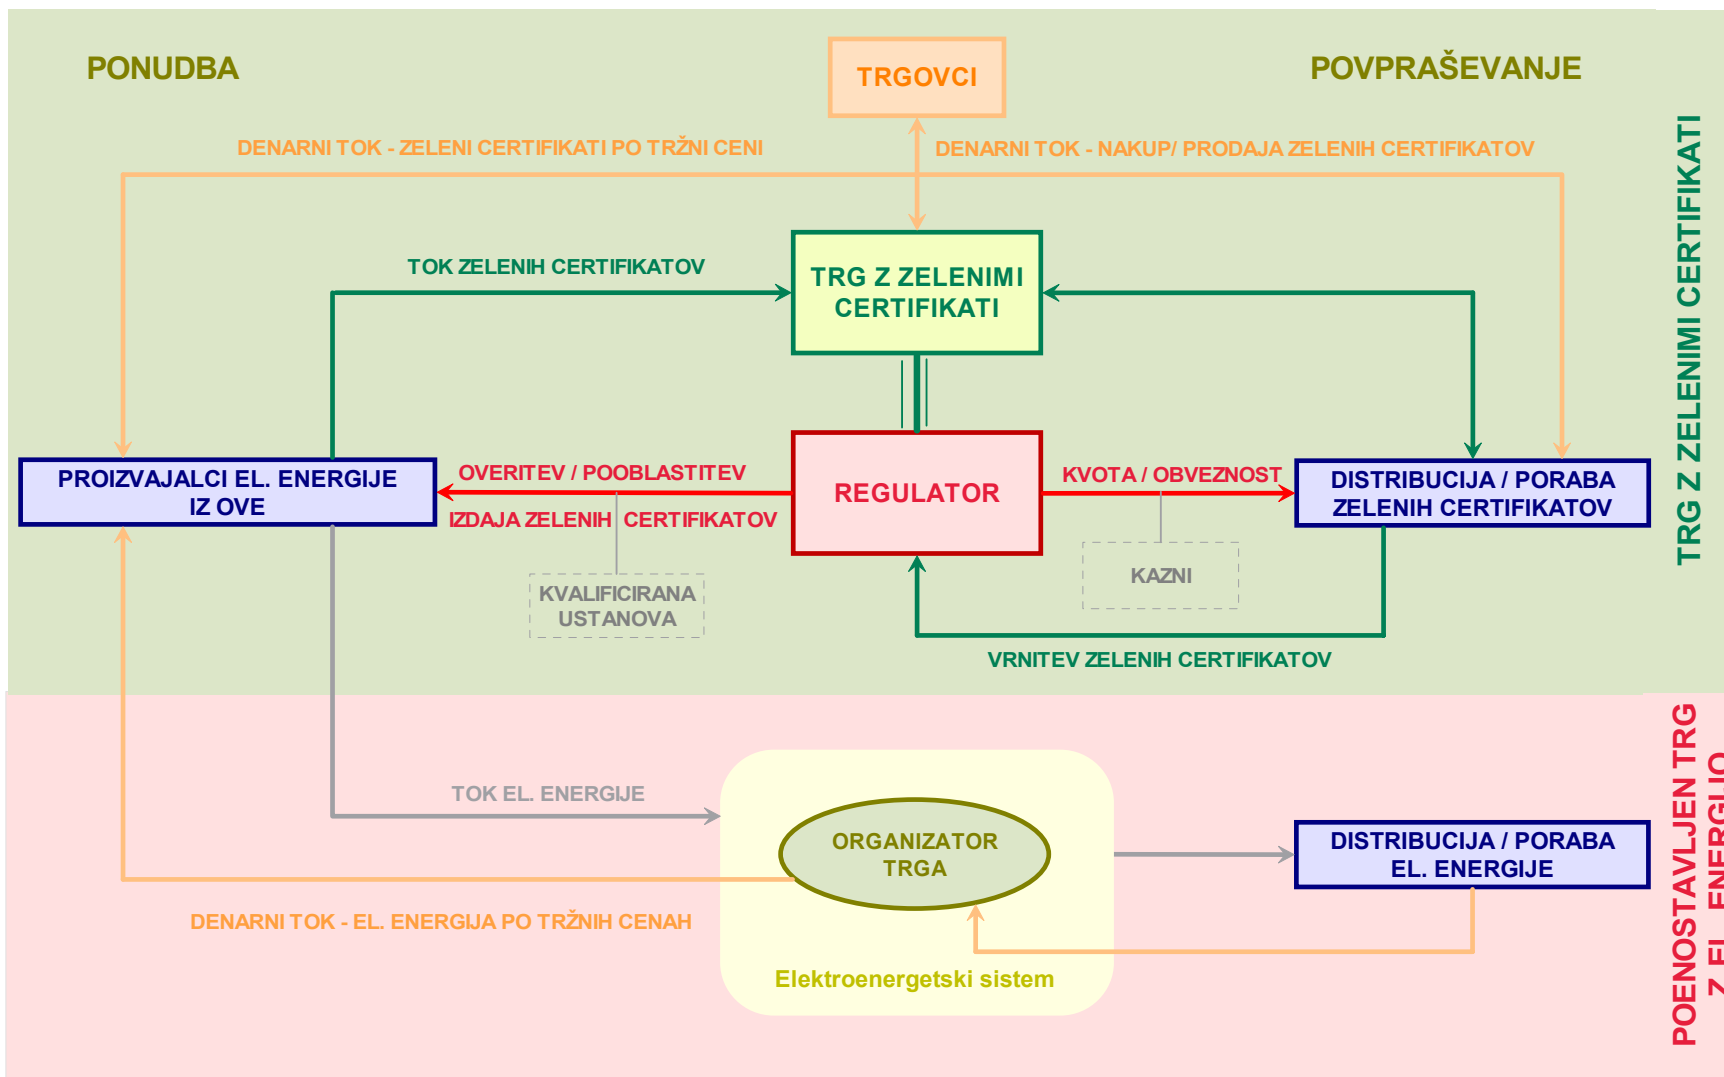 PONUDBA
TRGOVCI
POVPRAŠEVANJE
DENARNI TOK - ZELENI CERTIFIKATI PO TRŽNI CENI
DENARNI TOK - NAKUP/ PRODAJA ZELENIH CERTIFIKATOV
TOK ZELENIH CERTIFIKATOV
TRG Z ZELENIMI
CERTIFIKATI
TRG Z ZELENIMI CERTIFIKATI
PROIZVAJALCI EL. ENERGIJE
IZ OVE
OVERITEV / POOBLASTITEV
IZDAJA ZELENIH CERTIFIKATOV
REGULATOR
KVOTA / OBVEZNOST
DISTRIBUCIJA / PORABA
ZELENIH CERTIFIKATOV
KVALIFICIRANA
USTANOVA
KAZNI
VRNITEV ZELENIH CERTIFIKATOV
TOK EL. ENERGIJE
ORGANIZATOR
TRGA
DISTRIBUCIJA / PORABA
EL. ENERGIJE
DENARNI TOK - EL. ENERGIJA PO TRŽNIH CENAH
Elektroenergetski sistem
POENOSTAVLJEN TRG
Z EL. ENERGIJO